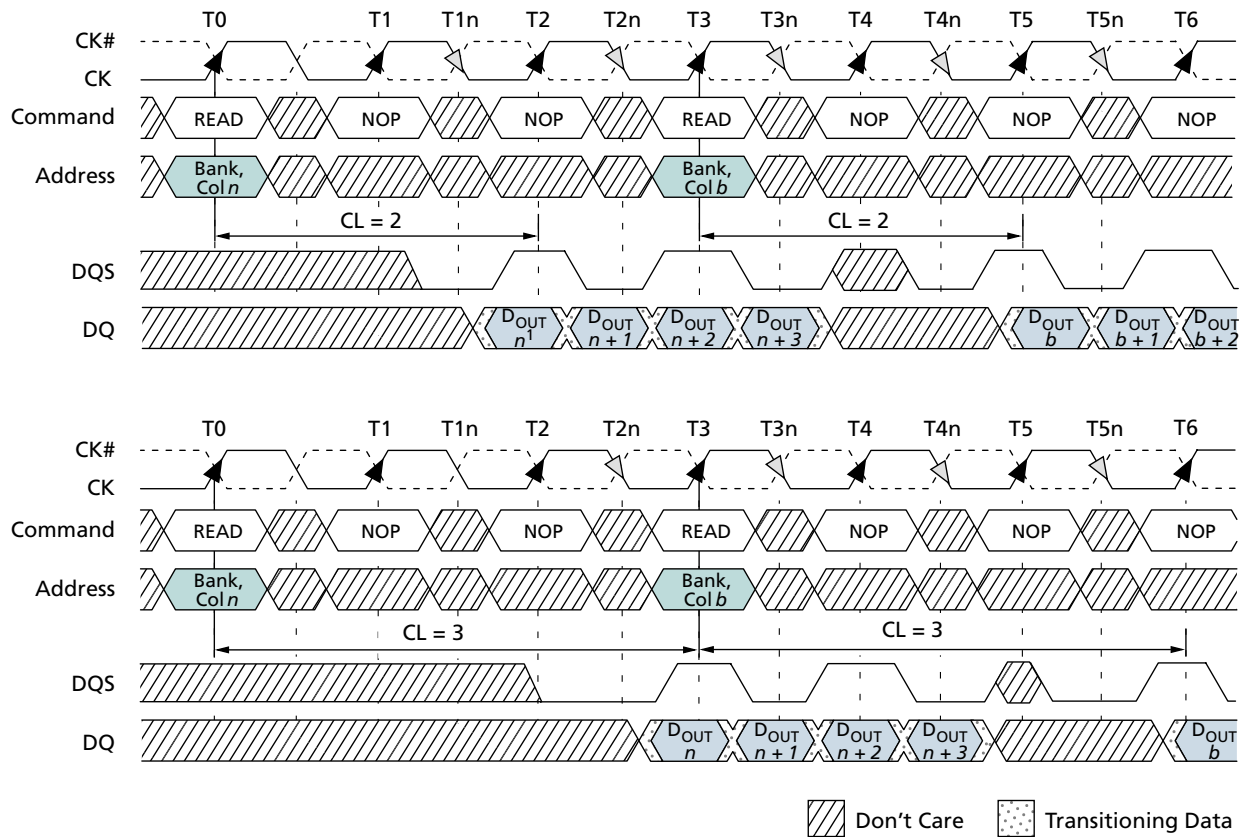 T0 T1 T1n T2 T2n T3 T3n T4 T4n T5 T5n T6
CK#
CK
Command READ NOP NOP READ NOP NOP NOP
Address Bank, Col n Bank, Col b
CL = 2 CL = 2
DQS
DQ DOUT n1 DOUT n + 1 DOUT n + 2 DOUT n + 3 DOUT b DOUT b + 1 DOUT b + 2
T0 T1 T1n T2 T2n T3 T3n T4 T4n T5 T5n T6
CK#
CK
Command READ NOP NOP READ NOP NOP NOP
Address Bank, Col n Bank, Col b
CL = 3 CL = 3
DQS
DQ DOUT n DOUT n + 1 DOUT n + 2 DOUT n + 3 DOUT b
Don't Care Transitioning Data